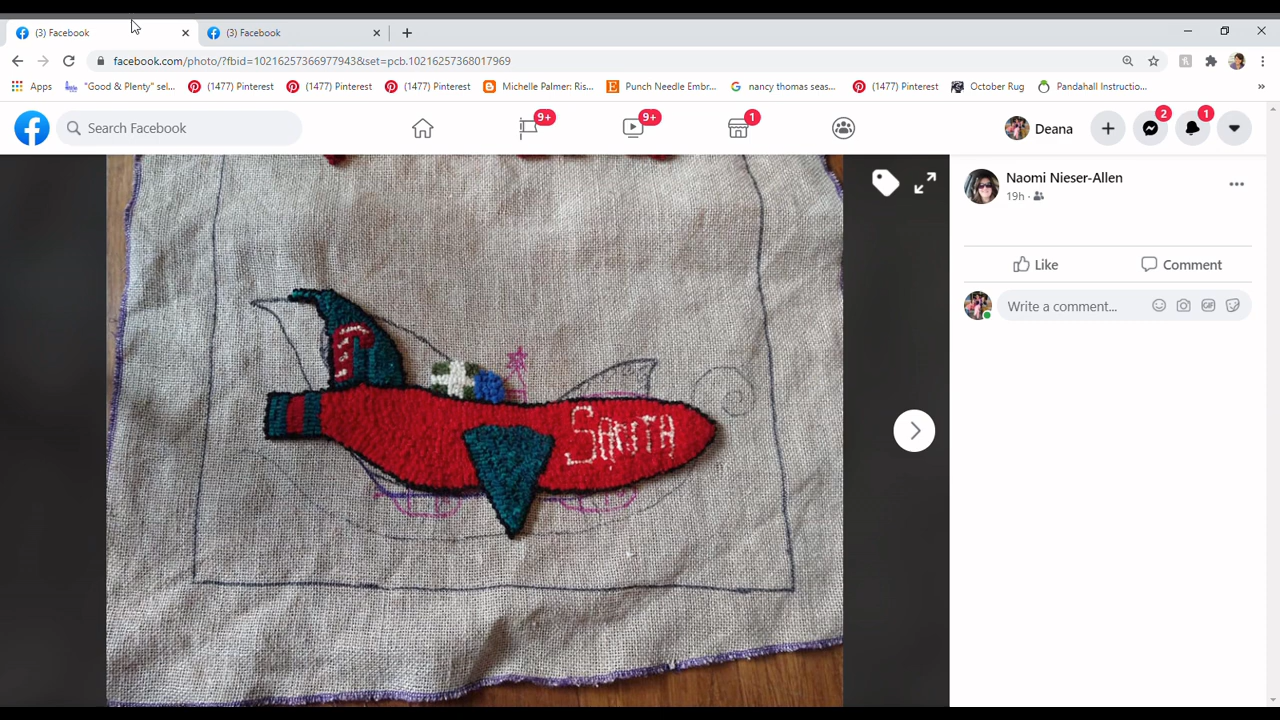 (3) Facebook
(3) Facebook
facebook.com/photo/?fbid=10216257366977943&set=pcb.10216257368017969
Apps
"Good & Plenty" sel...
(1477) Pinterest
(1477) Pinterest
(1477) Pinterest
Michelle Palmer: Ris...
Punch Needle Embr...
nancy thomas seas...
(1477) Pinterest
October Rug
Pandahall Instructio...
»
Search Facebook
9+
9+
1
Deana
2
1
Naomi Nieser-Allen
19h ·
Like
Comment
Write a comment...
GIF
SANTA